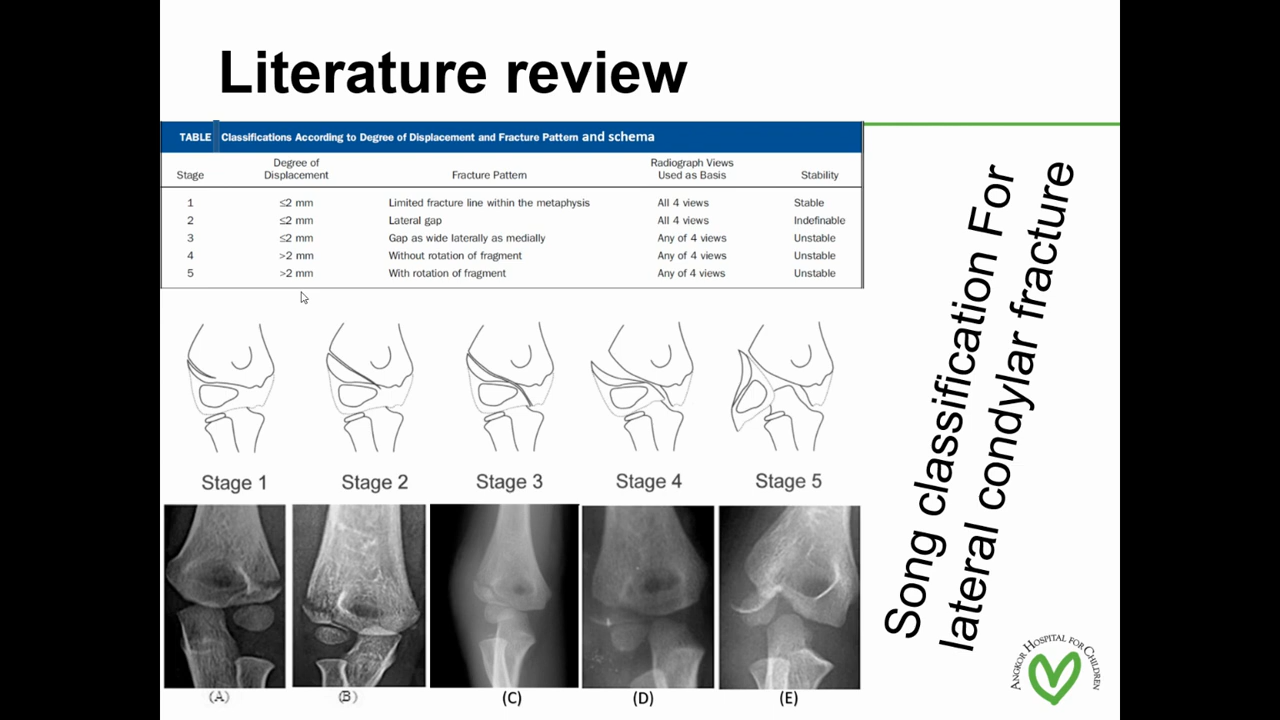 Literature review
TABLE Classifications According to Degree of Displacement and Fracture Pattern and schema
Stage Degree of Displacement Fracture Pattern Radiograph Views Used as Basis Stability
1 ≤2 mm Limited fracture line within the metaphysis All 4 views Stable
2 ≤2 mm Lateral gap All 4 views Indefinable
3 ≤2 mm Gap as wide laterally as medially Any of 4 views Unstable
4 >2 mm Without rotation of fragment Any of 4 views Unstable
5 >2 mm With rotation of fragment Any of 4 views Unstable
Stage 1 Stage 2 Stage 3 Stage 4 Stage 5
(A) (B) (C) (D) (E)
Song classification For
lateral condylar fracture
ANGKOR HOSPITAL FOR CHILDREN